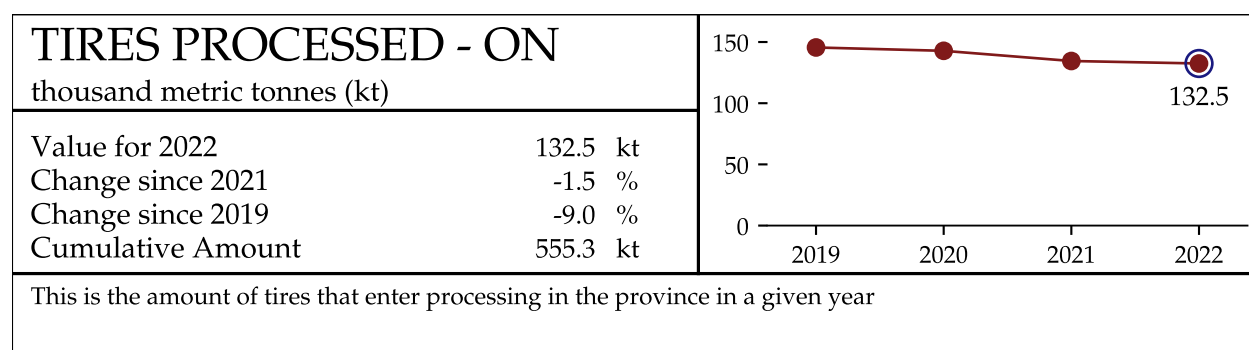 TIRES PROCESSED - ON
thousand metric tonnes (kt)
Value for 2022 132.5 kt
Change since 2021 -1.5 %
Change since 2019 -9.0 %
Cumulative Amount 555.3 kt
150
100
50
0
132.5
2019 2020 2021 2022
This is the amount of tires that enter processing in the province in a given year